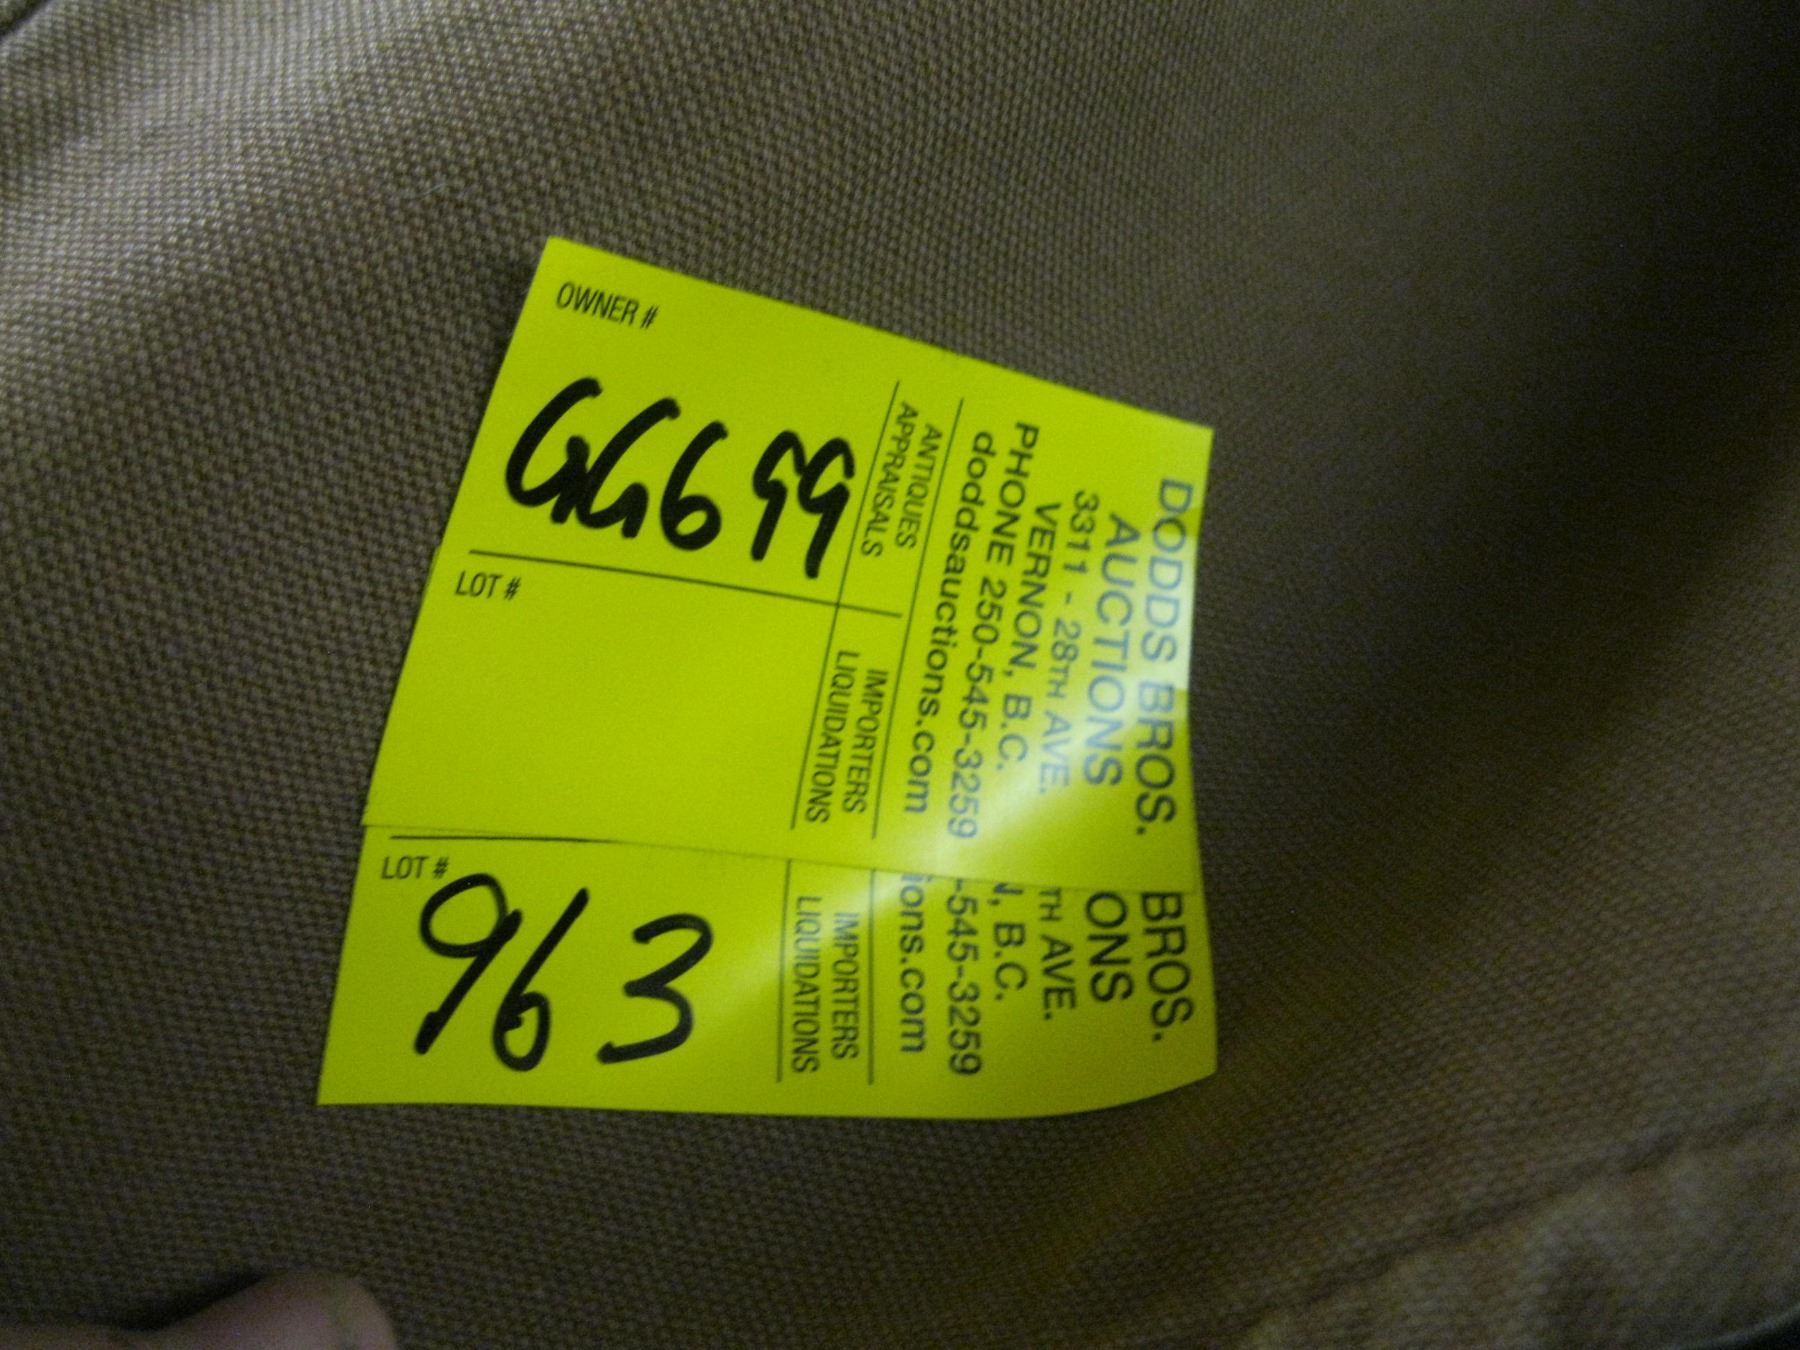 OWNER #
GG699
ANTIQUES
APPRAISALS
LOT #
IMPORTERS
LIQUIDATIONS
DODDS BROS.
AUCTIONS
3311 - 28TH AVE.
VERNON, B.C.
PHONE 250-545-3259
doddsauctions.com
LOT #
963
IMPORTERS
LIQUIDATIONS
BROS.
ONS
TH AVE.
, B.C.
-545-3259
ions.com